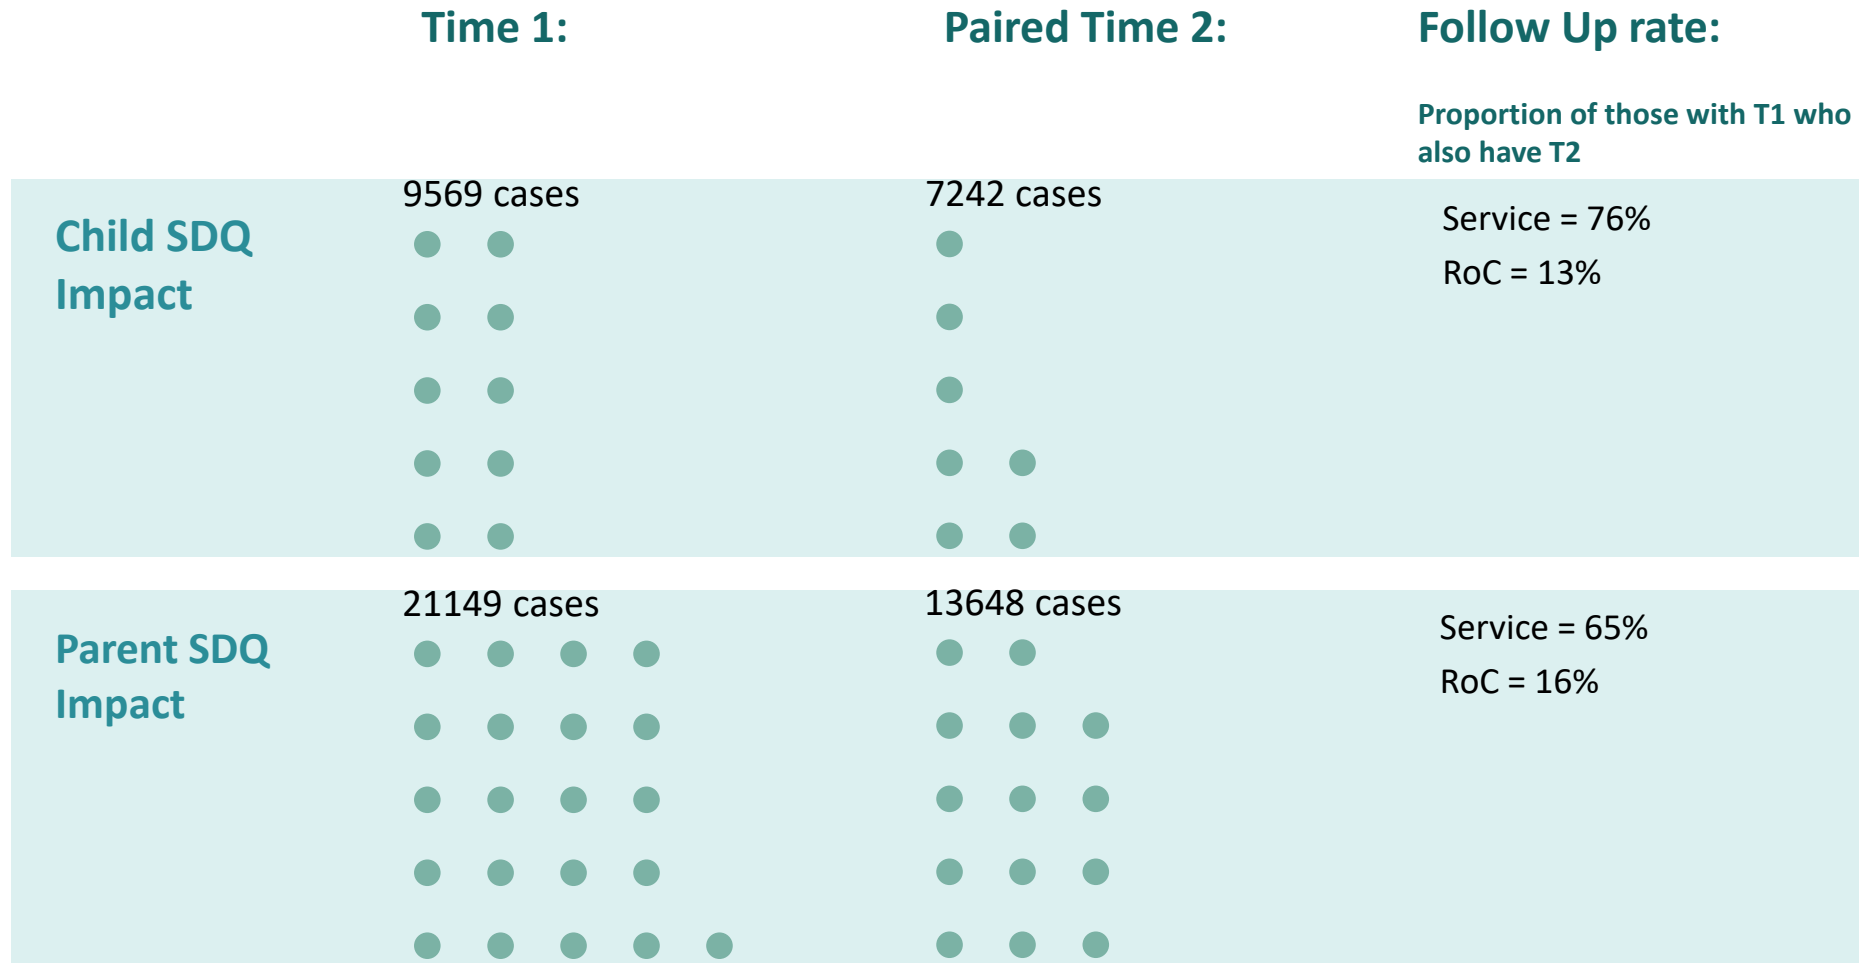 Time 1:
Paired Time 2:
Follow Up rate:
Proportion of those with T1 who
also have T2
Child SDQ
Impact
9569 cases
7242 cases
Service = 76%
RoC = 13%
Parent SDQ
Impact
21149 cases
13648 cases
Service = 65%
RoC = 16%